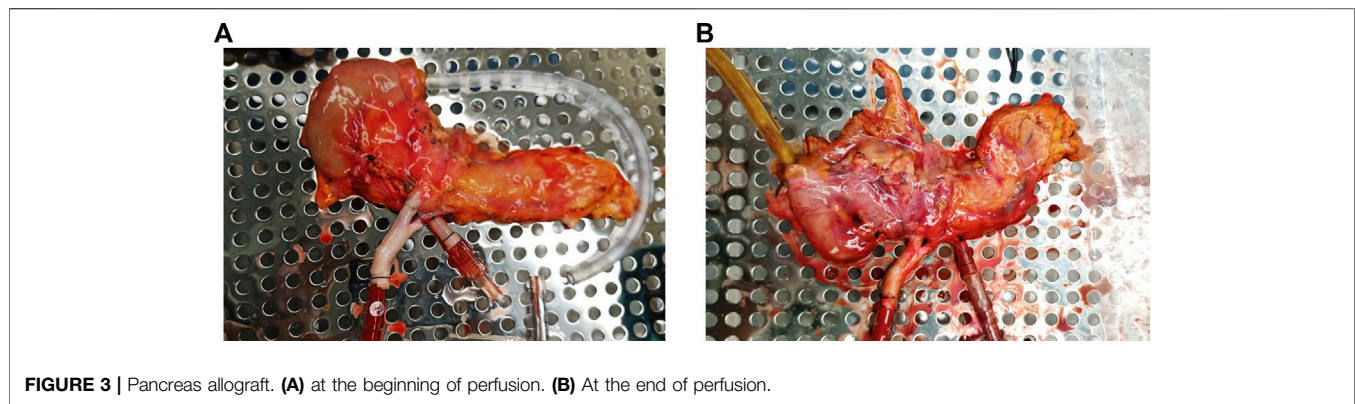 A
B
FIGURE 3 | Pancreas allograft. (A) at the beginning of perfusion. (B) At the end of perfusion.